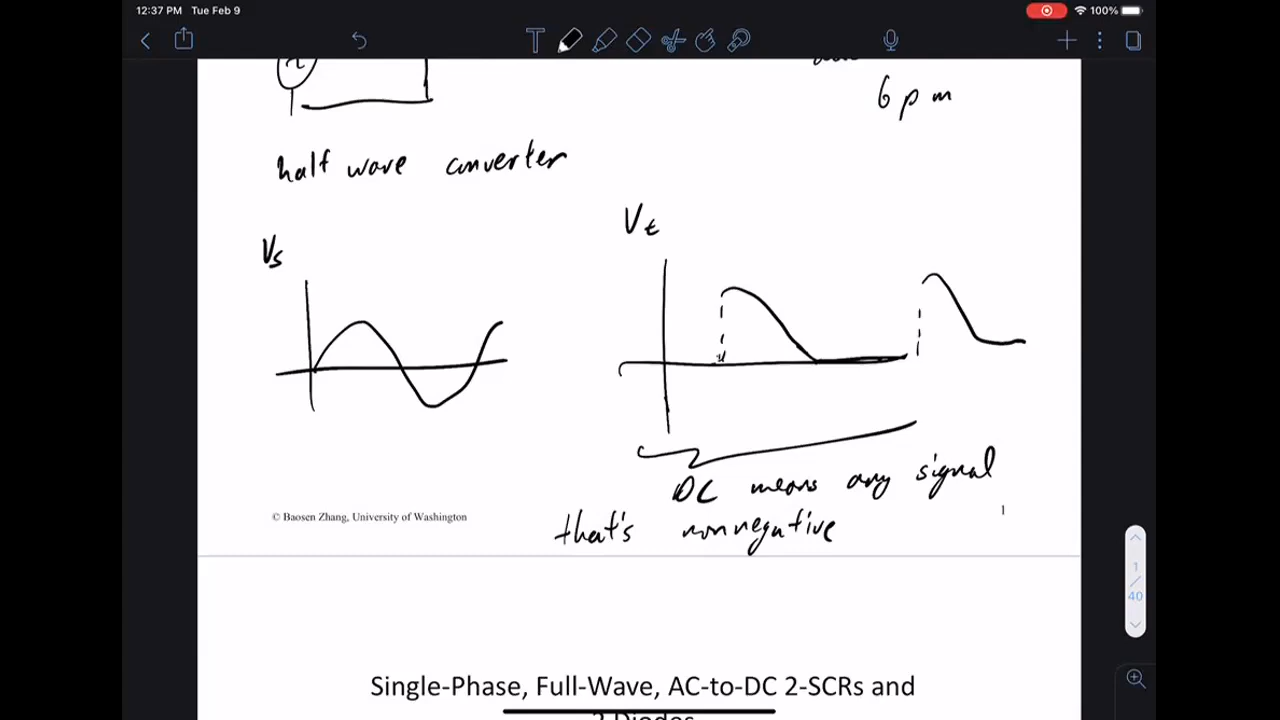 12:37 PM Tue Feb 9
100%
6 pm
half wave converter
Vs
Vt
DC means any signal
that's nonnegative
© Baosen Zhang, University of Washington
1
1
/
40
Single-Phase, Full-Wave, AC-to-DC 2-SCRs and